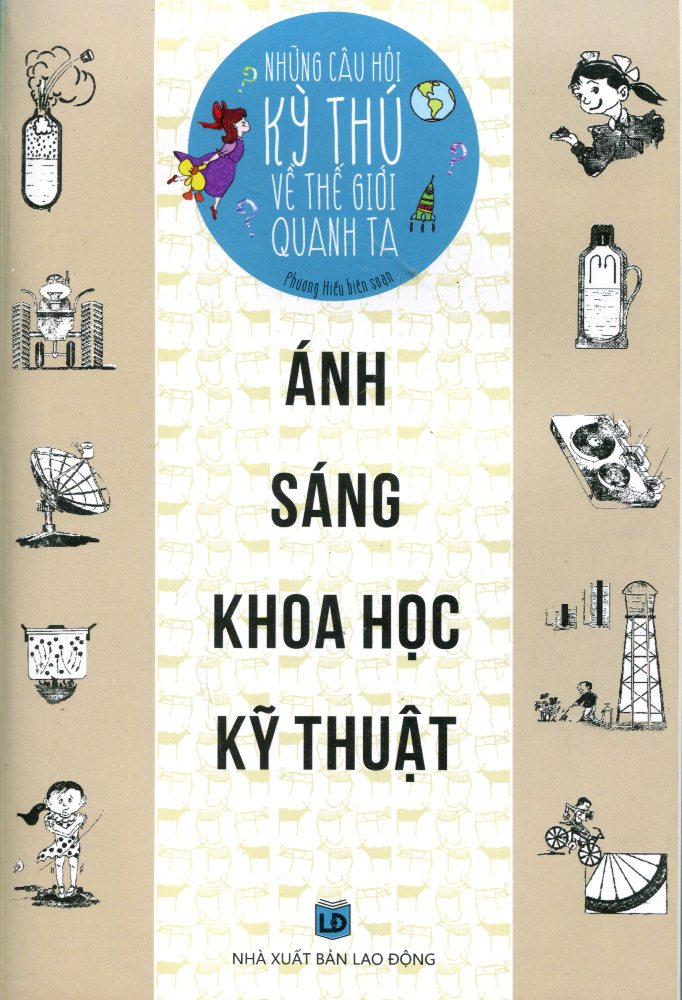 NHỮNG CÂU HỎI
KỲ THÚ
VỀ THẾ GIỚI
QUANH TA
Phương Hiếu biên soạn
ÁNH
SÁNG
KHOA HỌC
KỸ THUẬT
LĐ
NHÀ XUẤT BẢN LAO ĐỘNG